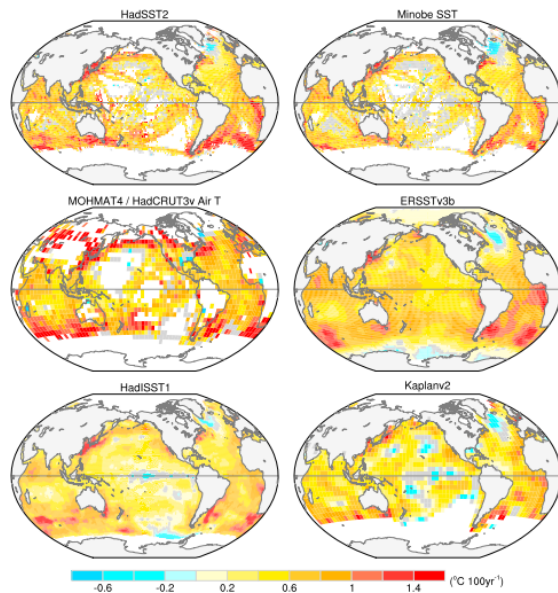 HadSST2
Minobe SST
MOHMAT4 / HadCRUT3v Air T
ERSSTv3b
HadISST1
Kaplanv2
-0.6 -0.2 0.2 0.6 1 1.4 (°C 100yr⁻¹)